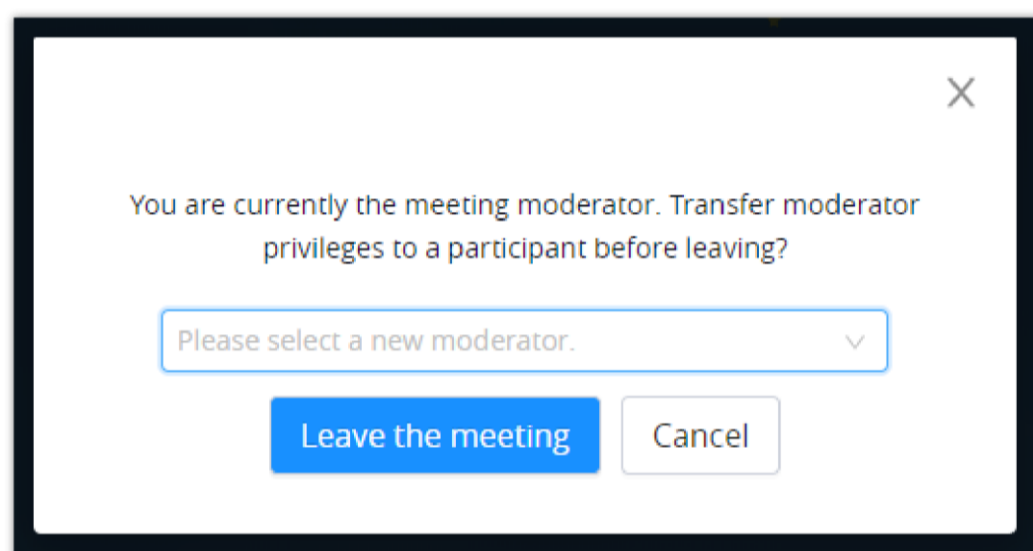 You are currently the meeting moderator. Transfer moderator
privileges to a participant before leaving?
Please select a new moderator.
Leave the meeting
Cancel